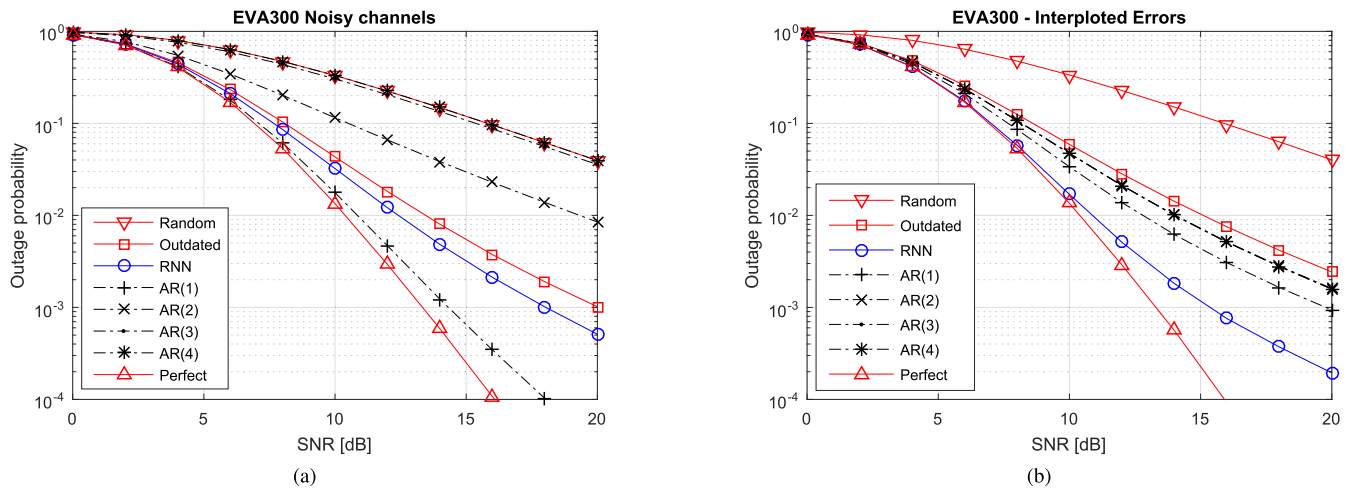 EVA300 Noisy channels
10^0
10^-1
10^-2
10^-3
10^-4
Outage probability
Random
Outdated
RNN
AR(1)
AR(2)
AR(3)
AR(4)
Perfect
0 5 10 15 20
SNR [dB]
(a)
EVA300 - Interploted Errors
10^0
10^-1
10^-2
10^-3
10^-4
Outage probability
Random
Outdated
RNN
AR(1)
AR(2)
AR(3)
AR(4)
Perfect
0 5 10 15 20
SNR [dB]
(b)